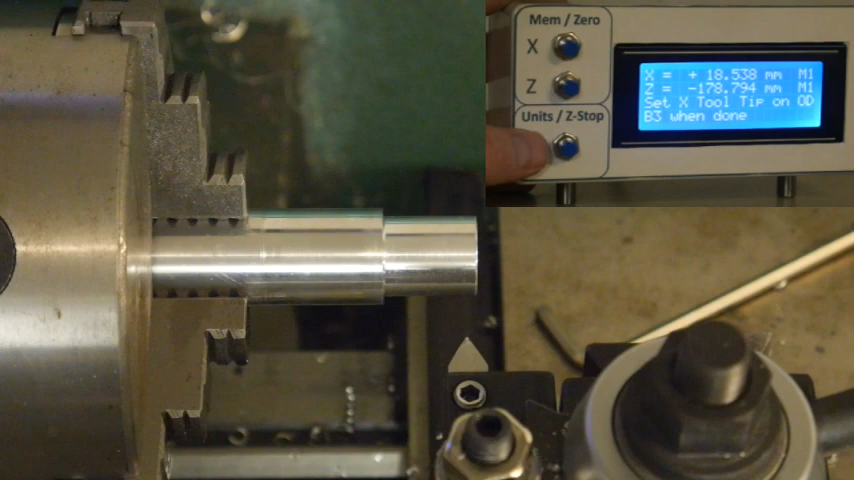 Mem / Zero
X
Z
Units / Z-Stop
X = + 18.538 mm M1
Z = -178.794 mm M1
Set X Tool Tip on OD
B3 when done